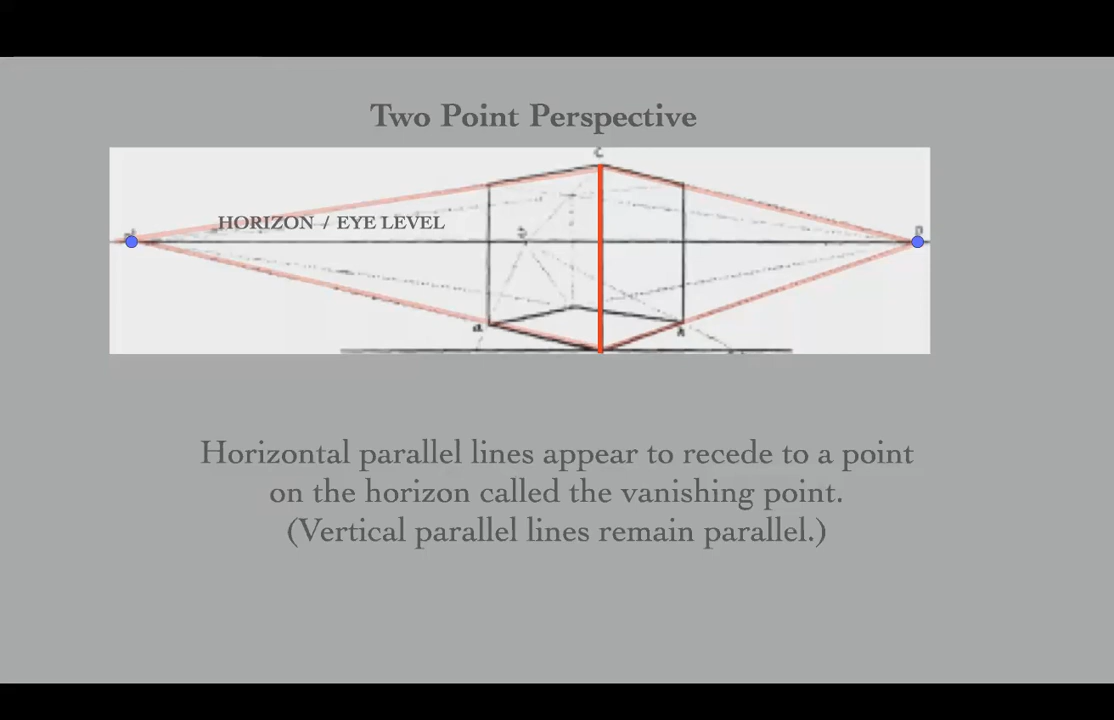 Two Point Perspective
C
HORIZON / EYE LEVEL
a
Horizontal parallel lines appear to recede to a point
on the horizon called the vanishing point.
(Vertical parallel lines remain parallel.)